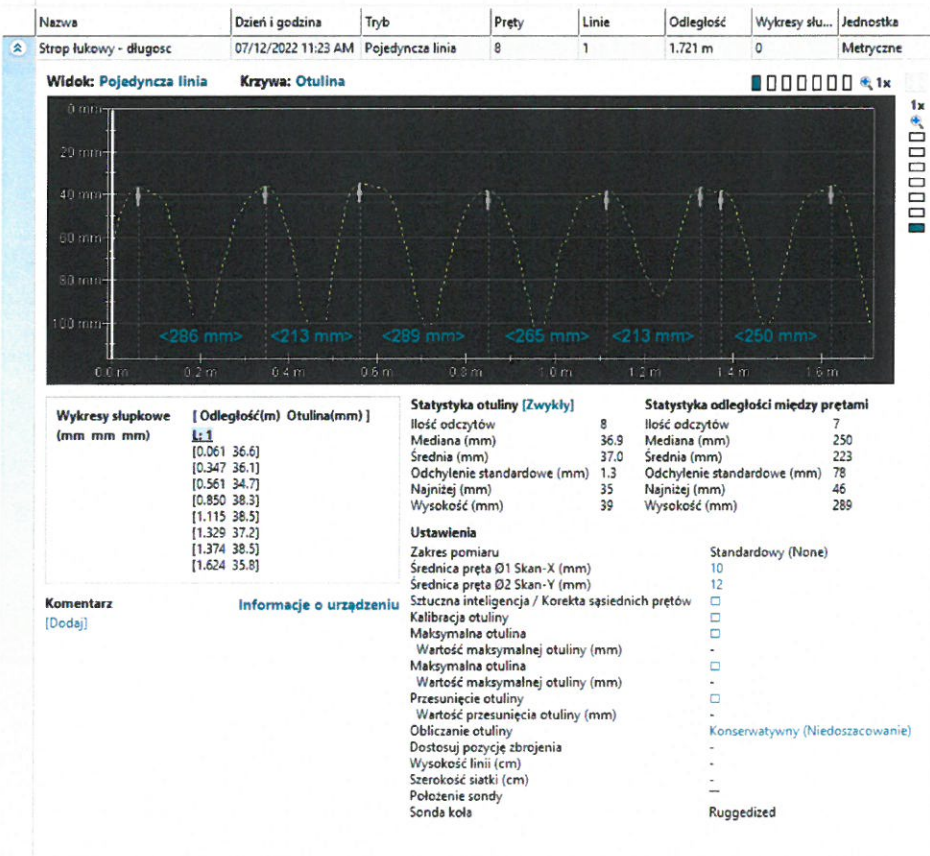 Nazwa Dzień i godzina Tryb Pręty Linie Odległość Wykresy słu... Jednostka
Strop łukowy - długosc 07/12/2022 11:23 AM Pojedyncza linia 8 1 1.721 m 0 Metryczne
Widok: Pojedyncza linia Krzywa: Otulina 1x
1x
0 mm
20 mm
40 mm
60 mm
80 mm
100 mm
<286 mm> <213 mm> <289 mm> <265 mm> <213 mm> <250 mm>
0.0 m 0.2 m 0.4 m 0.6 m 0.8 m 1.0 m 1.2 m 1.4 m 1.6 m
Wykresy słupkowe [ Odległość(m) Otulina(mm) ]
(mm mm mm) L: 1
[0.061 36.6]
[0.347 36.1]
[0.561 34.7]
[0.850 38.3]
[1.115 38.5]
[1.329 37.2]
[1.374 38.5]
[1.624 35.8]
Komentarz Informacje o urządzeniu
[Dodaj]
Statystyka otuliny [Zwykły]
Ilość odczytów 8
Mediana (mm) 36.9
Średnia (mm) 37.0
Odchylenie standardowe (mm) 1.3
Najniżej (mm) 35
Wysokość (mm) 39
Statystyka odległości między prętami
Ilość odczytów 7
Mediana (mm) 250
Średnia (mm) 223
Odchylenie standardowe (mm) 78
Najniżej (mm) 46
Wysokość (mm) 289
Ustawienia
Zakres pomiaru Standardowy (None)
Średnica pręta Ø1 Skan-X (mm) 10
Średnica pręta Ø2 Skan-Y (mm) 12
Sztuczna inteligencja / Korekta sąsiednich prętów
Kalibracja otuliny
Maksymalna otulina
Wartość maksymalnej otuliny (mm) -
Maksymalna otulina
Wartość maksymalnej otuliny (mm) -
Przesunięcie otuliny
Wartość przesunięcia otuliny (mm) -
Obliczanie otuliny Konserwatywny (Niedoszacowanie)
Dostosuj pozycję zbrojenia -
Wysokość linii (cm) -
Szerokość siatki (cm) -
Położenie sondy —
Sonda koła Ruggedized